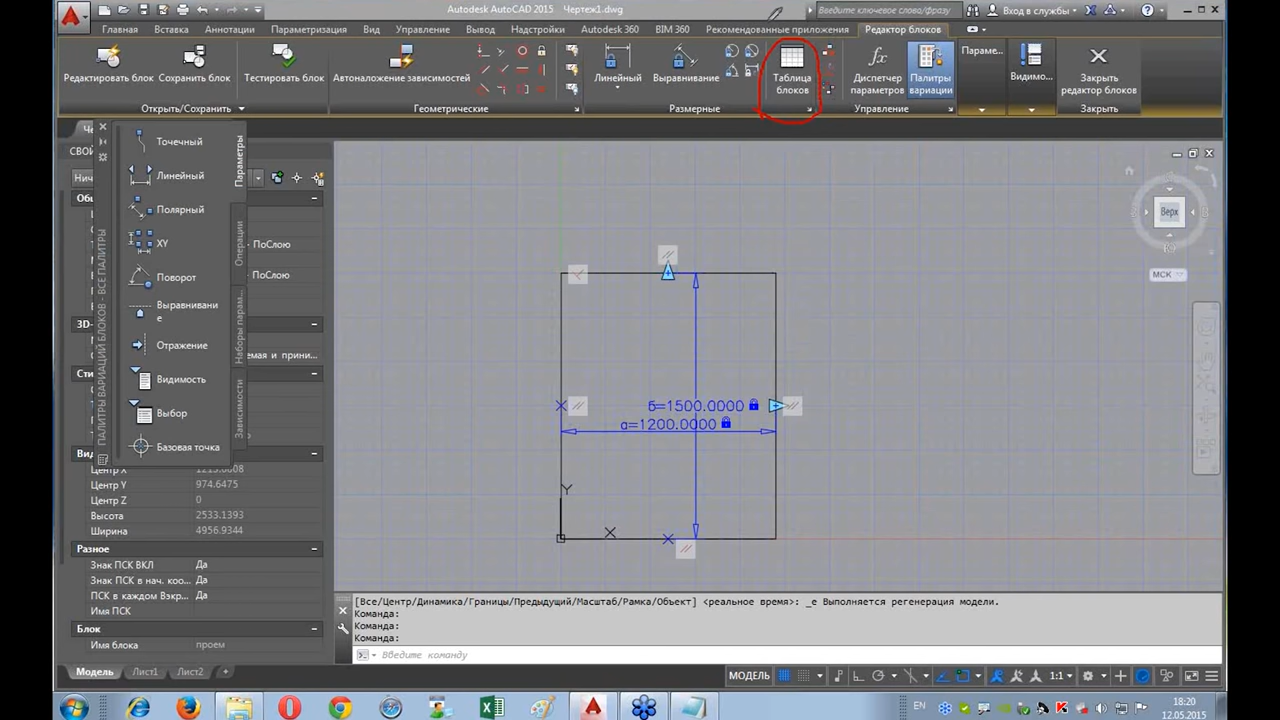 Autodesk AutoCAD 2015 Чертеж1.dwg
Введите ключевое слово/фразу
Вход в службы
Главная Вставка Аннотации Параметризация Вид Управление Вывод Надстройки Autodesk 360 BIM 360 Рекомендованные приложения Редактор блоков
Редактировать блок Сохранить блок Тестировать блок Автоналожение зависимостей Линейный Выравнивание
Таблица
блоков
Диспетчер
параметров
Палитры
вариации
Параме...
Видимо...
Закрыть
редактор блоков
Открыть/Сохранить Геометрические Размерные Управление Закрыть
ПАЛИТРЫ ВАРИАЦИЙ БЛОКОВ - ВСЕ ПАЛИТРЫ
Точечный
Линейный
Полярный
XY
Поворот
Выравнивани
е
Отражение
Видимость
Выбор
Базовая точка
Параметры
Операции
Наборы парам...
Зависимости
СВОЙ
Нич
Общ
ПоСлою
ПоСлою
3D-
емая и прини...
Сти
Вид
Центр Y 974.6475
Центр Z 0
Высота 2533.1393
Ширина 4956.9344
Разное
Знак ПСК ВКЛ Да
Знак ПСК в нач. коо... Да
ПСК в каждом Вэкр... Да
Имя ПСК
Блок
Имя блока проем
Верх
МСК
б=1500.0000
а=1200.0000
Y
X
[Все/Центр/Динамика/Границы/Предыдущий/Масштаб/Рамка/Объект] <реальное время>: _e Выполняется регенерация модели.
Команда:
Команда:
Команда:
Введите команду
Модель Лист1 Лист2 +
МОДЕЛЬ
1:1
EN
18:20
12.05.2015